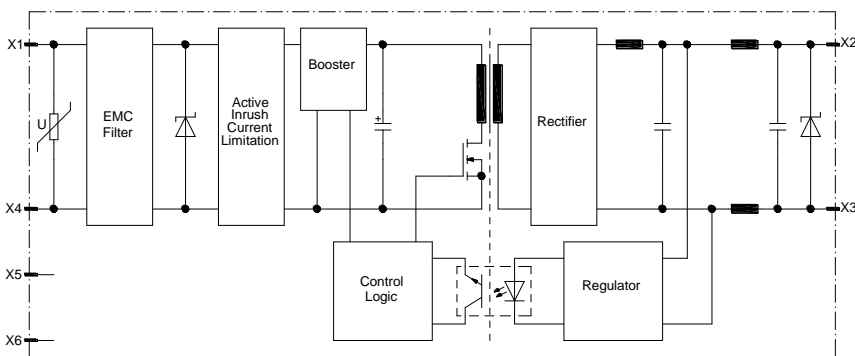 X1
X2
Booster
U
EMC
Filter
Active
Inrush
Current
Limitation
+
Rectifier
X4
X3
X5
Control
Logic
Regulator
X6